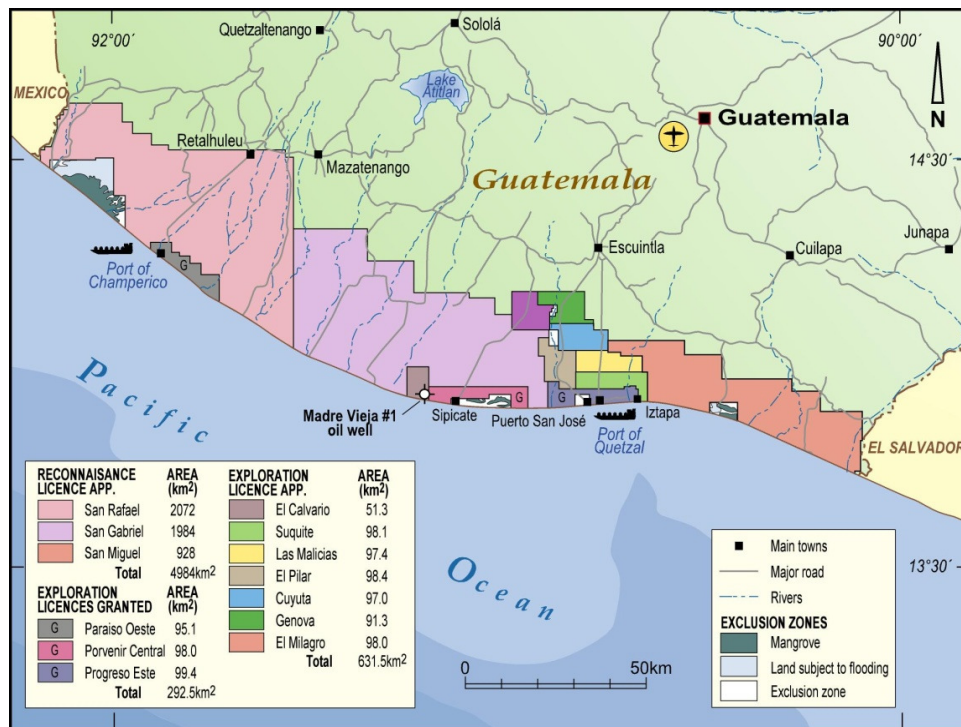 92°00´
Quetzaltenango
Sololá
90°00´
MEXICO
Lake
Atitlan
N
Guatemala
Retalhuleu
Mazatenango
14°30´
Guatemala
Escuintla
Cuilapa
Junapa
Port of
Champerico
G
Pacific
Ocean
Madre Vieja #1
oil well
Sipicate
G
Puerto San José
G
Port of
Quetzal
Iztapa
EL SALVADOR
13°30´
RECONNAISANCE
LICENCE APP.
AREA
(km²)
San Rafael 2072
San Gabriel 1984
San Miguel 928
Total 4984km²
EXPLORATION
LICENCES GRANTED
AREA
(km²)
G Paraiso Oeste 95.1
G Porvenir Central 98.0
G Progreso Este 99.4
Total 292.5km²
EXPLORATION
LICENCE APP.
AREA
(km²)
El Calvario 51.3
Suquite 98.1
Las Malicias 97.4
El Pilar 98.4
Cuyuta 97.0
Genova 91.3
El Milagro 98.0
Total 631.5km²
0 50km
Main towns
Major road
Rivers
EXCLUSION ZONES
Mangrove
Land subject to flooding
Exclusion zone